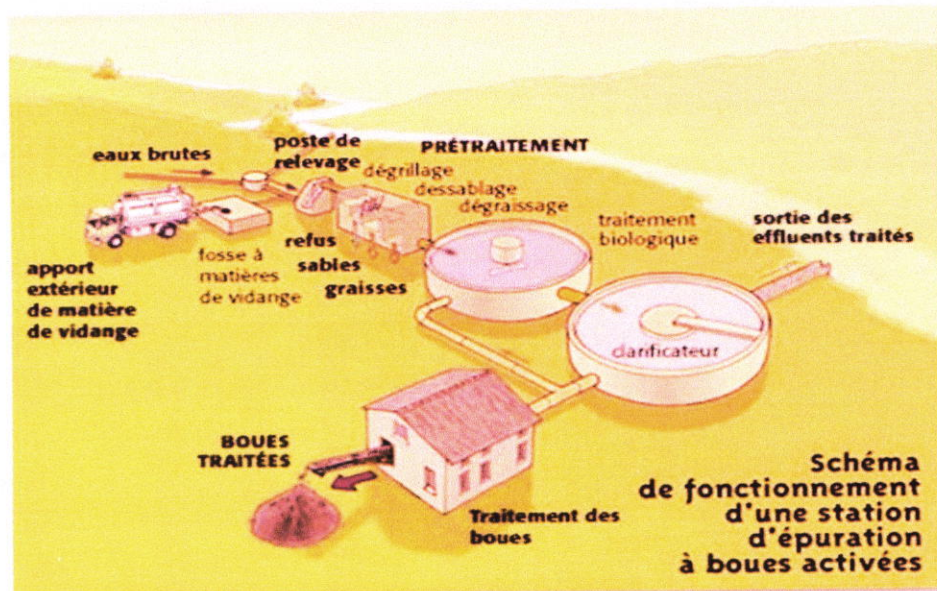 eaux brutes
poste de
relevage
PRÉTRAITEMENT
dégrillage
dessablage
dégraissage
traitement
biologique
sortie des
effluents traités
apport
extérieur
de matière
de vidange
fosse à
matières
de vidange
refus
sables
graisses
clarificateur
BOUES
TRAITÉES
Traitement des
boues
Schéma
de fonctionnement
d'une station
d'épuration
à boues activées